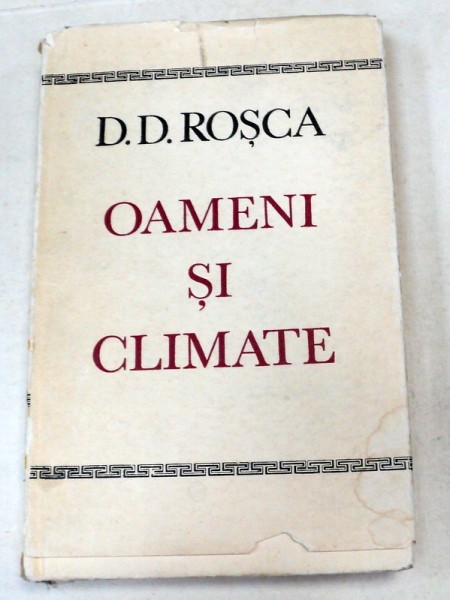 D. D. ROȘCA
OAMENI
ȘI
CLIMATE